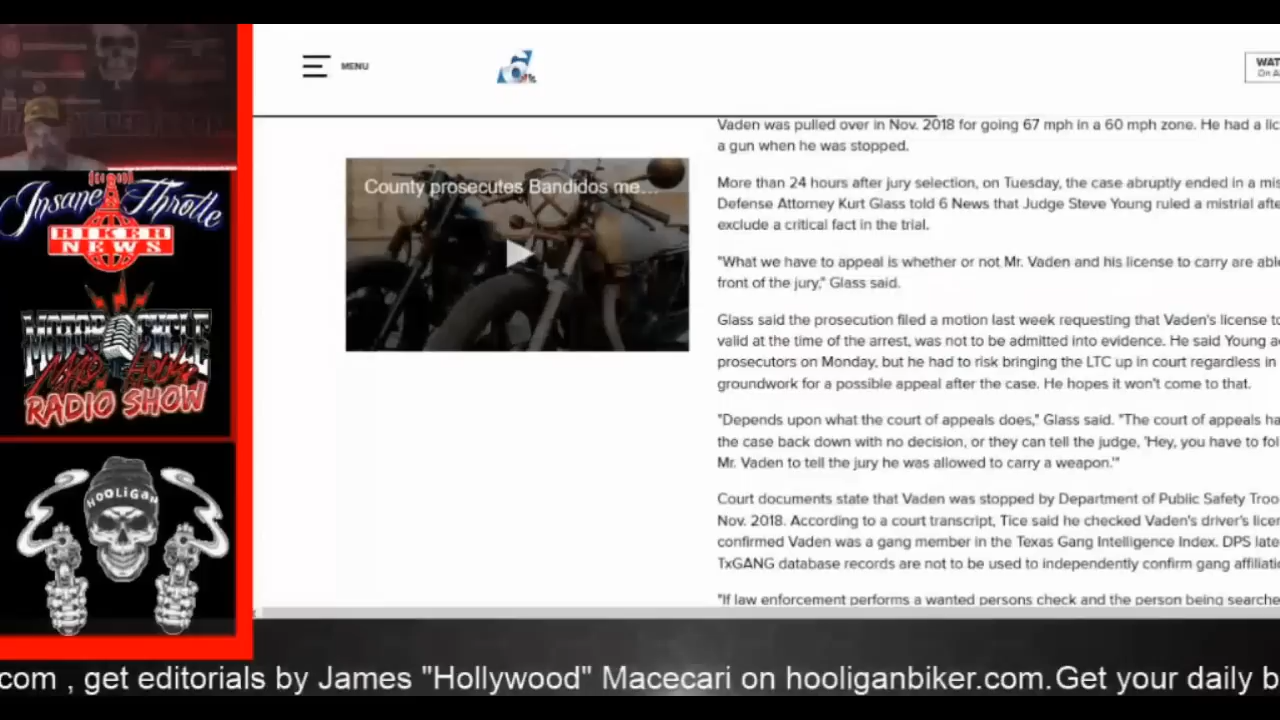 MENU
6
WAT
On A
Vaden was pulled over in Nov. 2018 for going 67 mph in a 60 mph zone. He had a lic
a gun when he was stopped.
County prosecutes Bandidos me...
More than 24 hours after jury selection, on Tuesday, the case abruptly ended in a mis
Defense Attorney Kurt Glass told 6 News that Judge Steve Young ruled a mistrial afte
exclude a critical fact in the trial.
"What we have to appeal is whether or not Mr. Vaden and his license to carry are able
front of the jury," Glass said.
Glass said the prosecution filed a motion last week requesting that Vaden's license to
valid at the time of the arrest, was not to be admitted into evidence. He said Young a
prosecutors on Monday, but he had to risk bringing the LTC up in court regardless in
groundwork for a possible appeal after the case. He hopes it won't come to that.
"Depends upon what the court of appeals does," Glass said. "The court of appeals ha
the case back down with no decision, or they can tell the judge, 'Hey, you have to fol
Mr. Vaden to tell the jury he was allowed to carry a weapon.'"
Court documents state that Vaden was stopped by Department of Public Safety Troo
Nov. 2018. According to a court transcript, Tice said he checked Vaden's driver's licen
confirmed Vaden was a gang member in the Texas Gang Intelligence Index. DPS late
TxGANG database records are not to be used to independently confirm gang affiliati
"If law enforcement performs a wanted persons check and the person being searche
Insane Throttle
BIKER
NEWS
MOTORCYCLE
MadHouse
RADIO SHOW
HOOLIGAN
com , get editorials by James "Hollywood" Macecari on hooliganbiker.com.Get your daily b